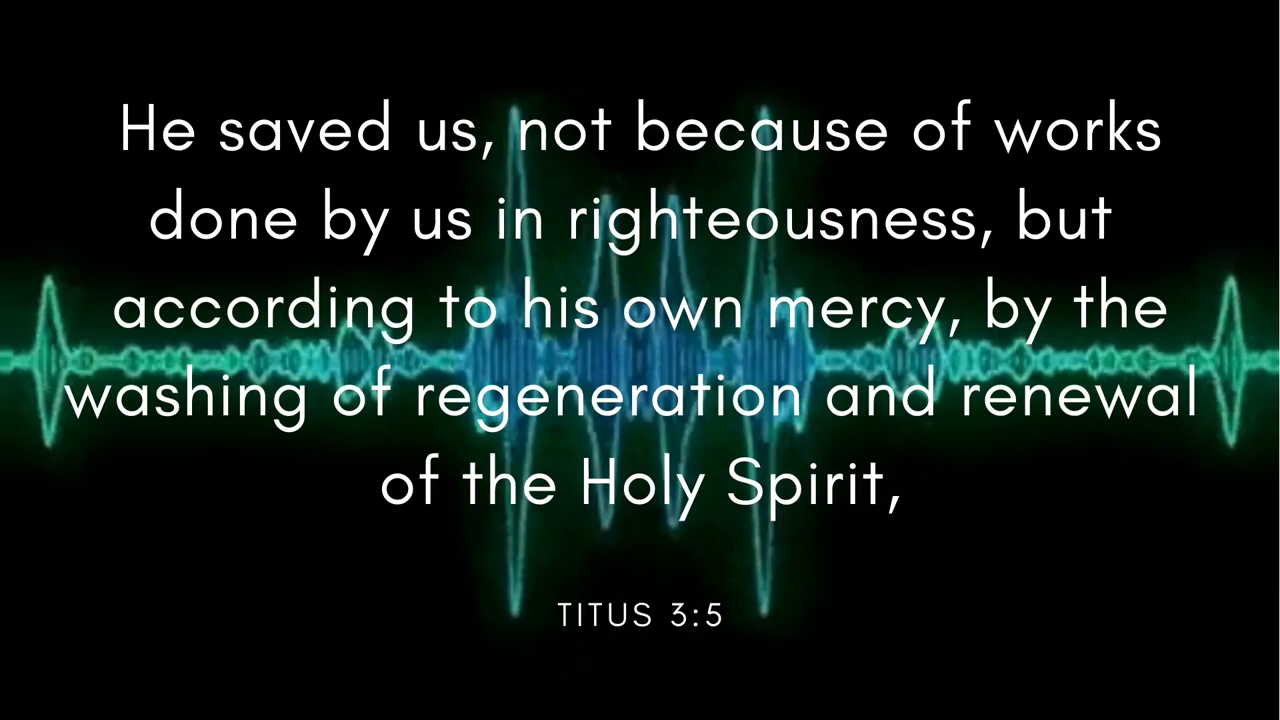 He saved us, not because of works
done by us in righteousness, but
according to his own mercy, by the
washing of regeneration and renewal
of the Holy Spirit,
TITUS 3:5